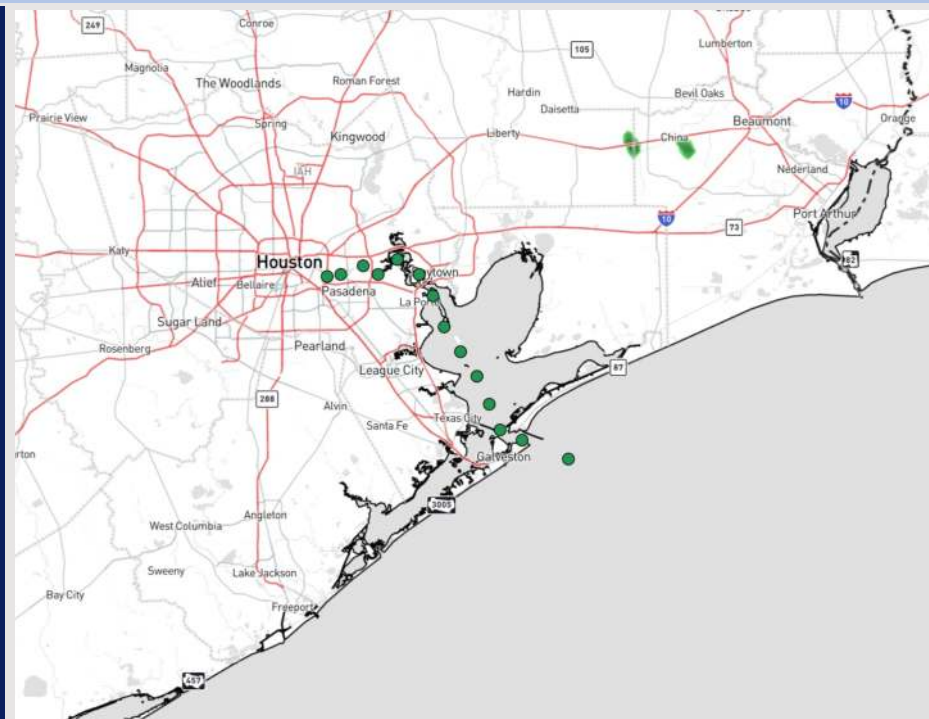 249
Conroe
105
Lumberton
Magnolia
The Woodlands
Roman Forest
Hardin
Bevil Oaks
10
Daisetta
Prairie View
Spring
Kingwood
Liberty
China
Beaumont
Orange
IAH
Nederland
10
73
Port Arthur
Katy
Houston
Alief
Bellaire
Pasadena
La Porte
82
Sugar Land
Rosenberg
Pearland
League City
87
288
Alvin
Texas City
Santa Fe
Galveston
3005
West Columbia
Angleton
Sweeny
Lake Jackson
Bay City
Freeport
457